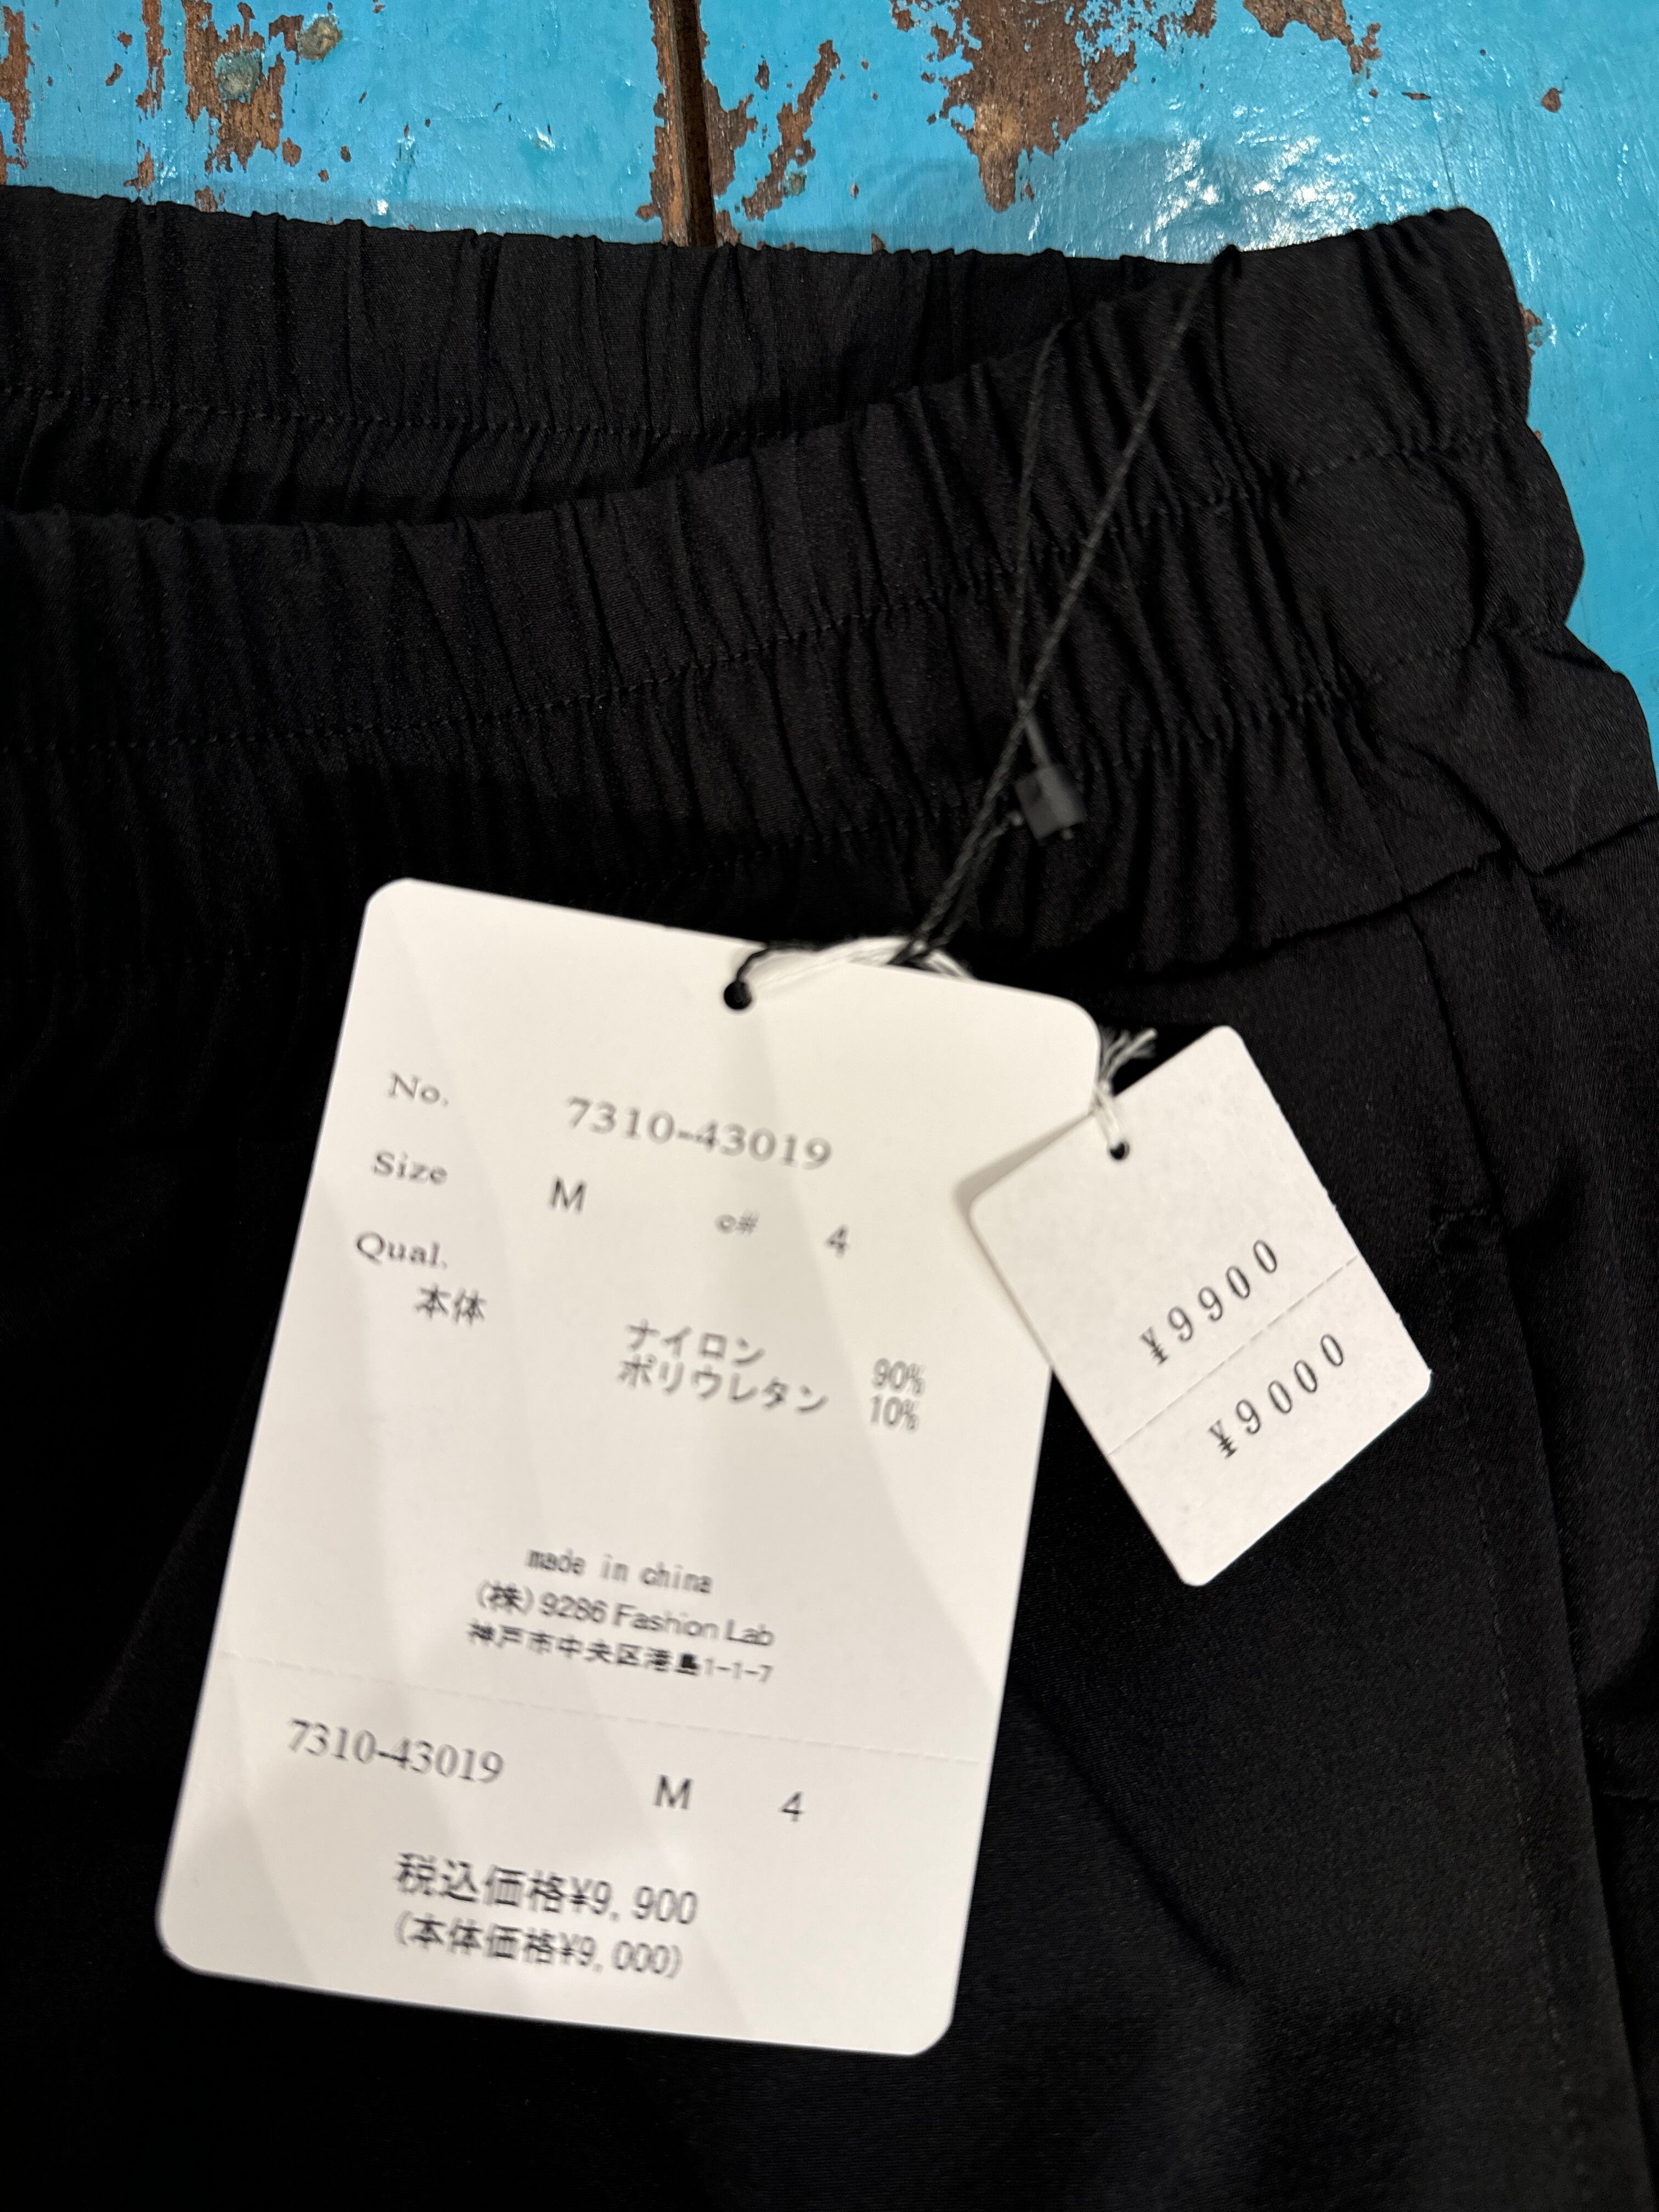 No. 7310-43019
Size M c# 4
Qual.
本体
ナイロン 90%
ポリウレタン 10%
made in china
(株) 9286 Fashion Lab
神戸市中央区港島1-1-7
7310-43019 M 4
税込価格¥9,900
(本体価格¥9,000)
¥9900
¥9000